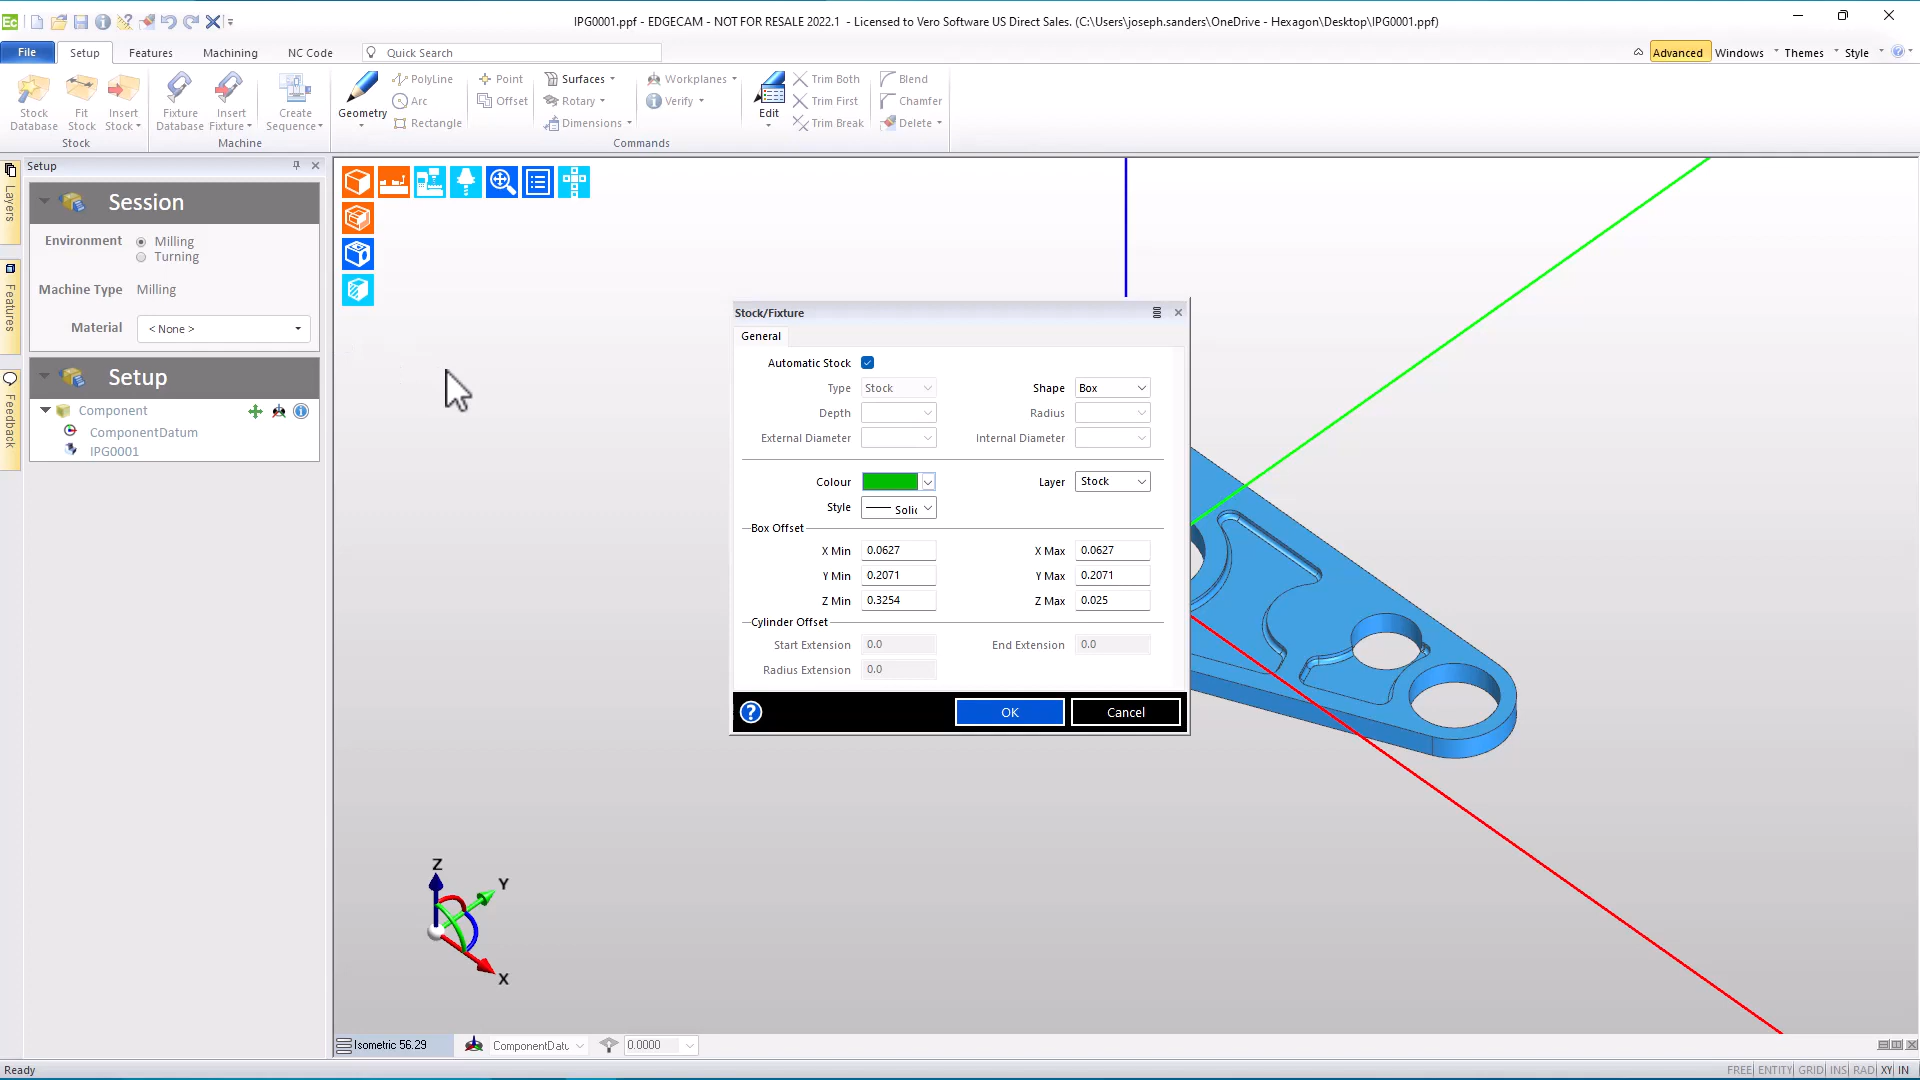 Ec
IPG0001.ppf - EDGECAM - NOT FOR RESALE 2022.1 - Licensed to Vero Software US Direct Sales. (C:\Users\joseph.sanders\OneDrive - Hexagon\Desktop\IPG0001.ppf)
File Setup Features Machining NC Code Quick Search Advanced Windows Themes Style
Stock Database
Fit Stock
Insert Stock
Stock
Fixture Database
Insert Fixture
Create Sequence
Machine
Geometry
PolyLine
Arc
Rectangle
Point
Offset
Surfaces
Rotary
Dimensions
Workplanes
Verify
Edit
Trim Both
Trim First
Trim Break
Blend
Chamfer
Delete
Commands
Layers
Features
Feedback
Setup
Session
Environment Milling
Turning
Machine Type Milling
Material < None >
Setup
Component
ComponentDatum
IPG0001
Stock/Fixture
General
Automatic Stock
Type Stock Shape Box
Depth Radius
External Diameter Internal Diameter
Colour Layer Stock
Style Solic
Box Offset
X Min 0.0627 X Max 0.0627
Y Min 0.2071 Y Max 0.2071
Z Min 0.3254 Z Max 0.025
Cylinder Offset
Start Extension 0.0 End Extension 0.0
Radius Extension 0.0
? OK Cancel
Z
Y
X
Isometric 56.29 ComponentDatu 0.0000
Ready FREE ENTITY GRID INS RAD XY IN